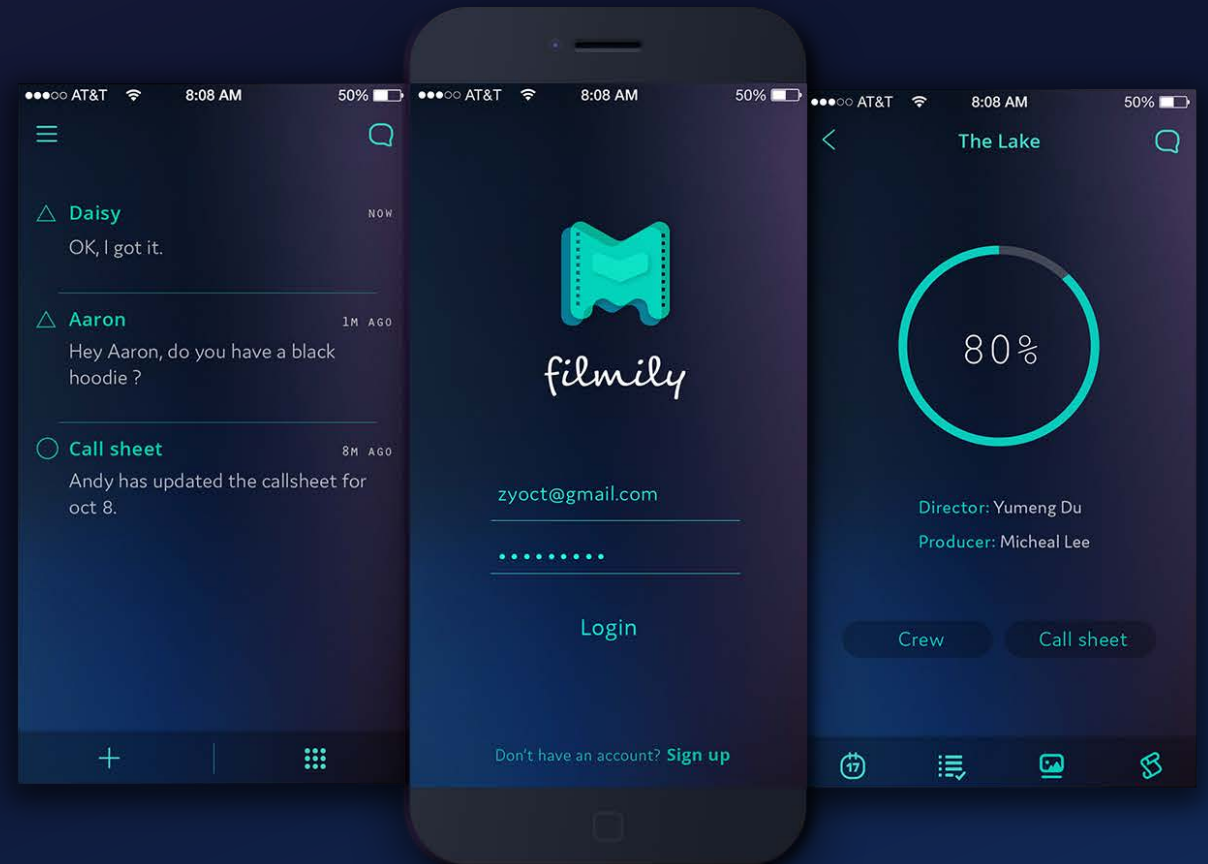 AT&T 8:08 AM 50%
Daisy NOW
OK, I got it.
Aaron 1M AGO
Hey Aaron, do you have a black
hoodie ?
Call sheet 8M AGO
Andy has updated the callsheet for
oct 8.
AT&T 8:08 AM 50%
filmily
zyoct@gmail.com
•••••••••
Login
Don't have an account? Sign up
AT&T 8:08 AM 50%
The Lake
80%
Director: Yumeng Du
Producer: Micheal Lee
Crew Call sheet
17